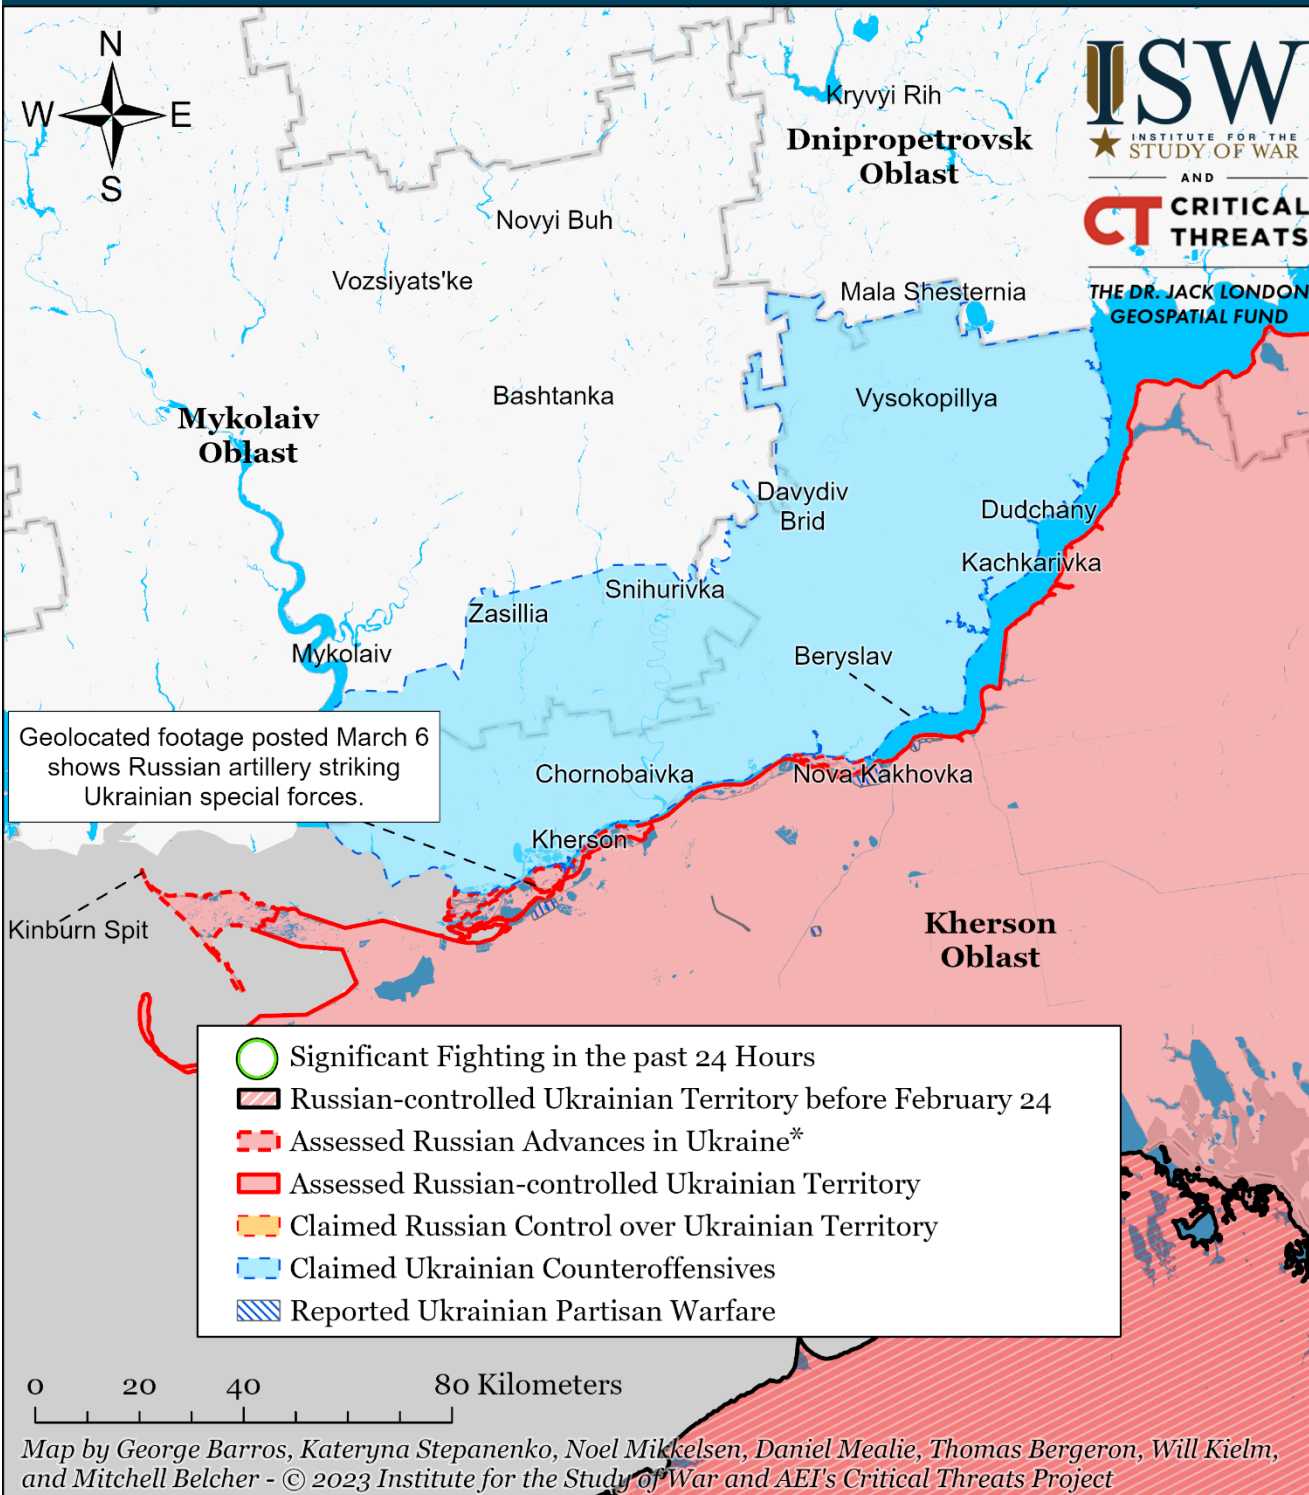 N
W
E
S
ISW
INSTITUTE FOR THE
STUDY OF WAR
AND
CT CRITICAL
THREATS
THE DR. JACK LONDON
GEOSPATIAL FUND
Kryvyi Rih
Dnipropetrovsk
Oblast
Novyi Buh
Vozsiyats'ke
Mala Shesternia
Bashtanka
Vysokopillya
Mykolaiv
Oblast
Davydiv
Brid
Dudchany
Kachkarivka
Snihurivka
Zasillia
Mykolaiv
Beryslav
Geolocated footage posted March 6
shows Russian artillery striking
Ukrainian special forces.
Chornobaivka
Nova Kakhovka
Kherson
Kinburn Spit
Kherson
Oblast
Significant Fighting in the past 24 Hours
Russian-controlled Ukrainian Territory before February 24
Assessed Russian Advances in Ukraine*
Assessed Russian-controlled Ukrainian Territory
Claimed Russian Control over Ukrainian Territory
Claimed Ukrainian Counteroffensives
Reported Ukrainian Partisan Warfare
0 20 40 80 Kilometers
Map by George Barros, Kateryna Stepanenko, Noel Mikkelsen, Daniel Mealie, Thomas Bergeron, Will Kielm,
and Mitchell Belcher - © 2023 Institute for the Study of War and AEI's Critical Threats Project